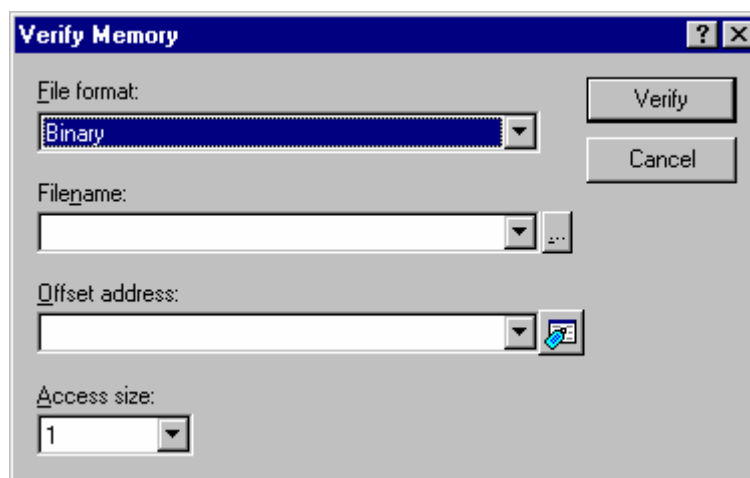 Verify Memory
File format:
Verify
Binary
Cancel
Filename:
...
Offset address:
Access size:
1